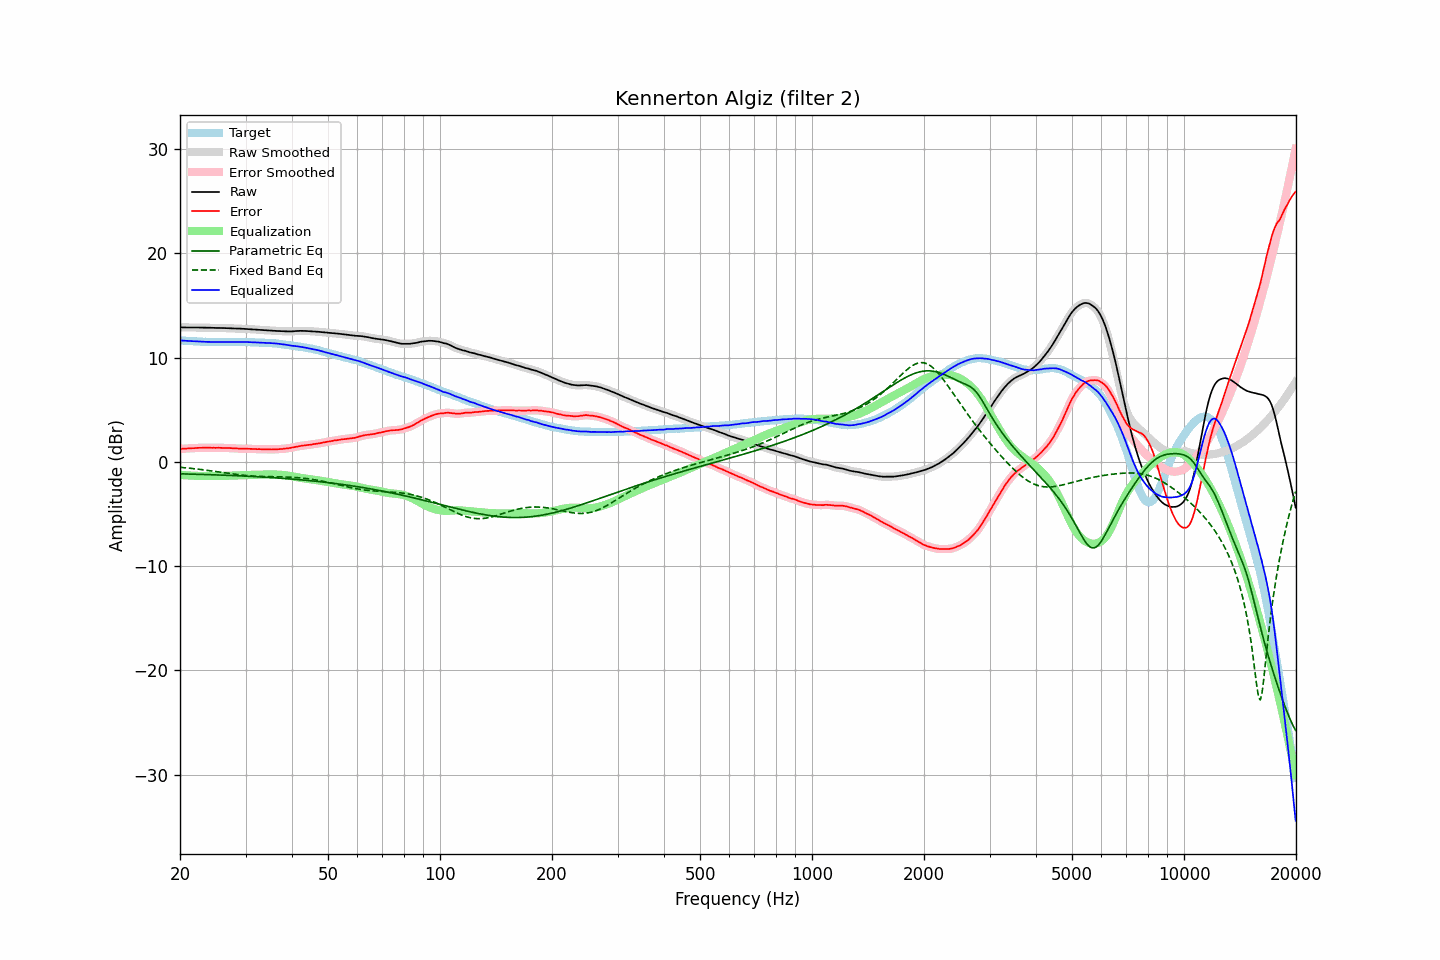 Kennerton Algiz (filter 2)
Target
Raw Smoothed
Error Smoothed
Raw
Error
Equalization
Parametric Eq
Fixed Band Eq
Equalized
30
20
10
0
−10
−20
−30
Amplitude (dBr)
20 50 100 200 500 1000 2000 5000 10000 20000
Frequency (Hz)